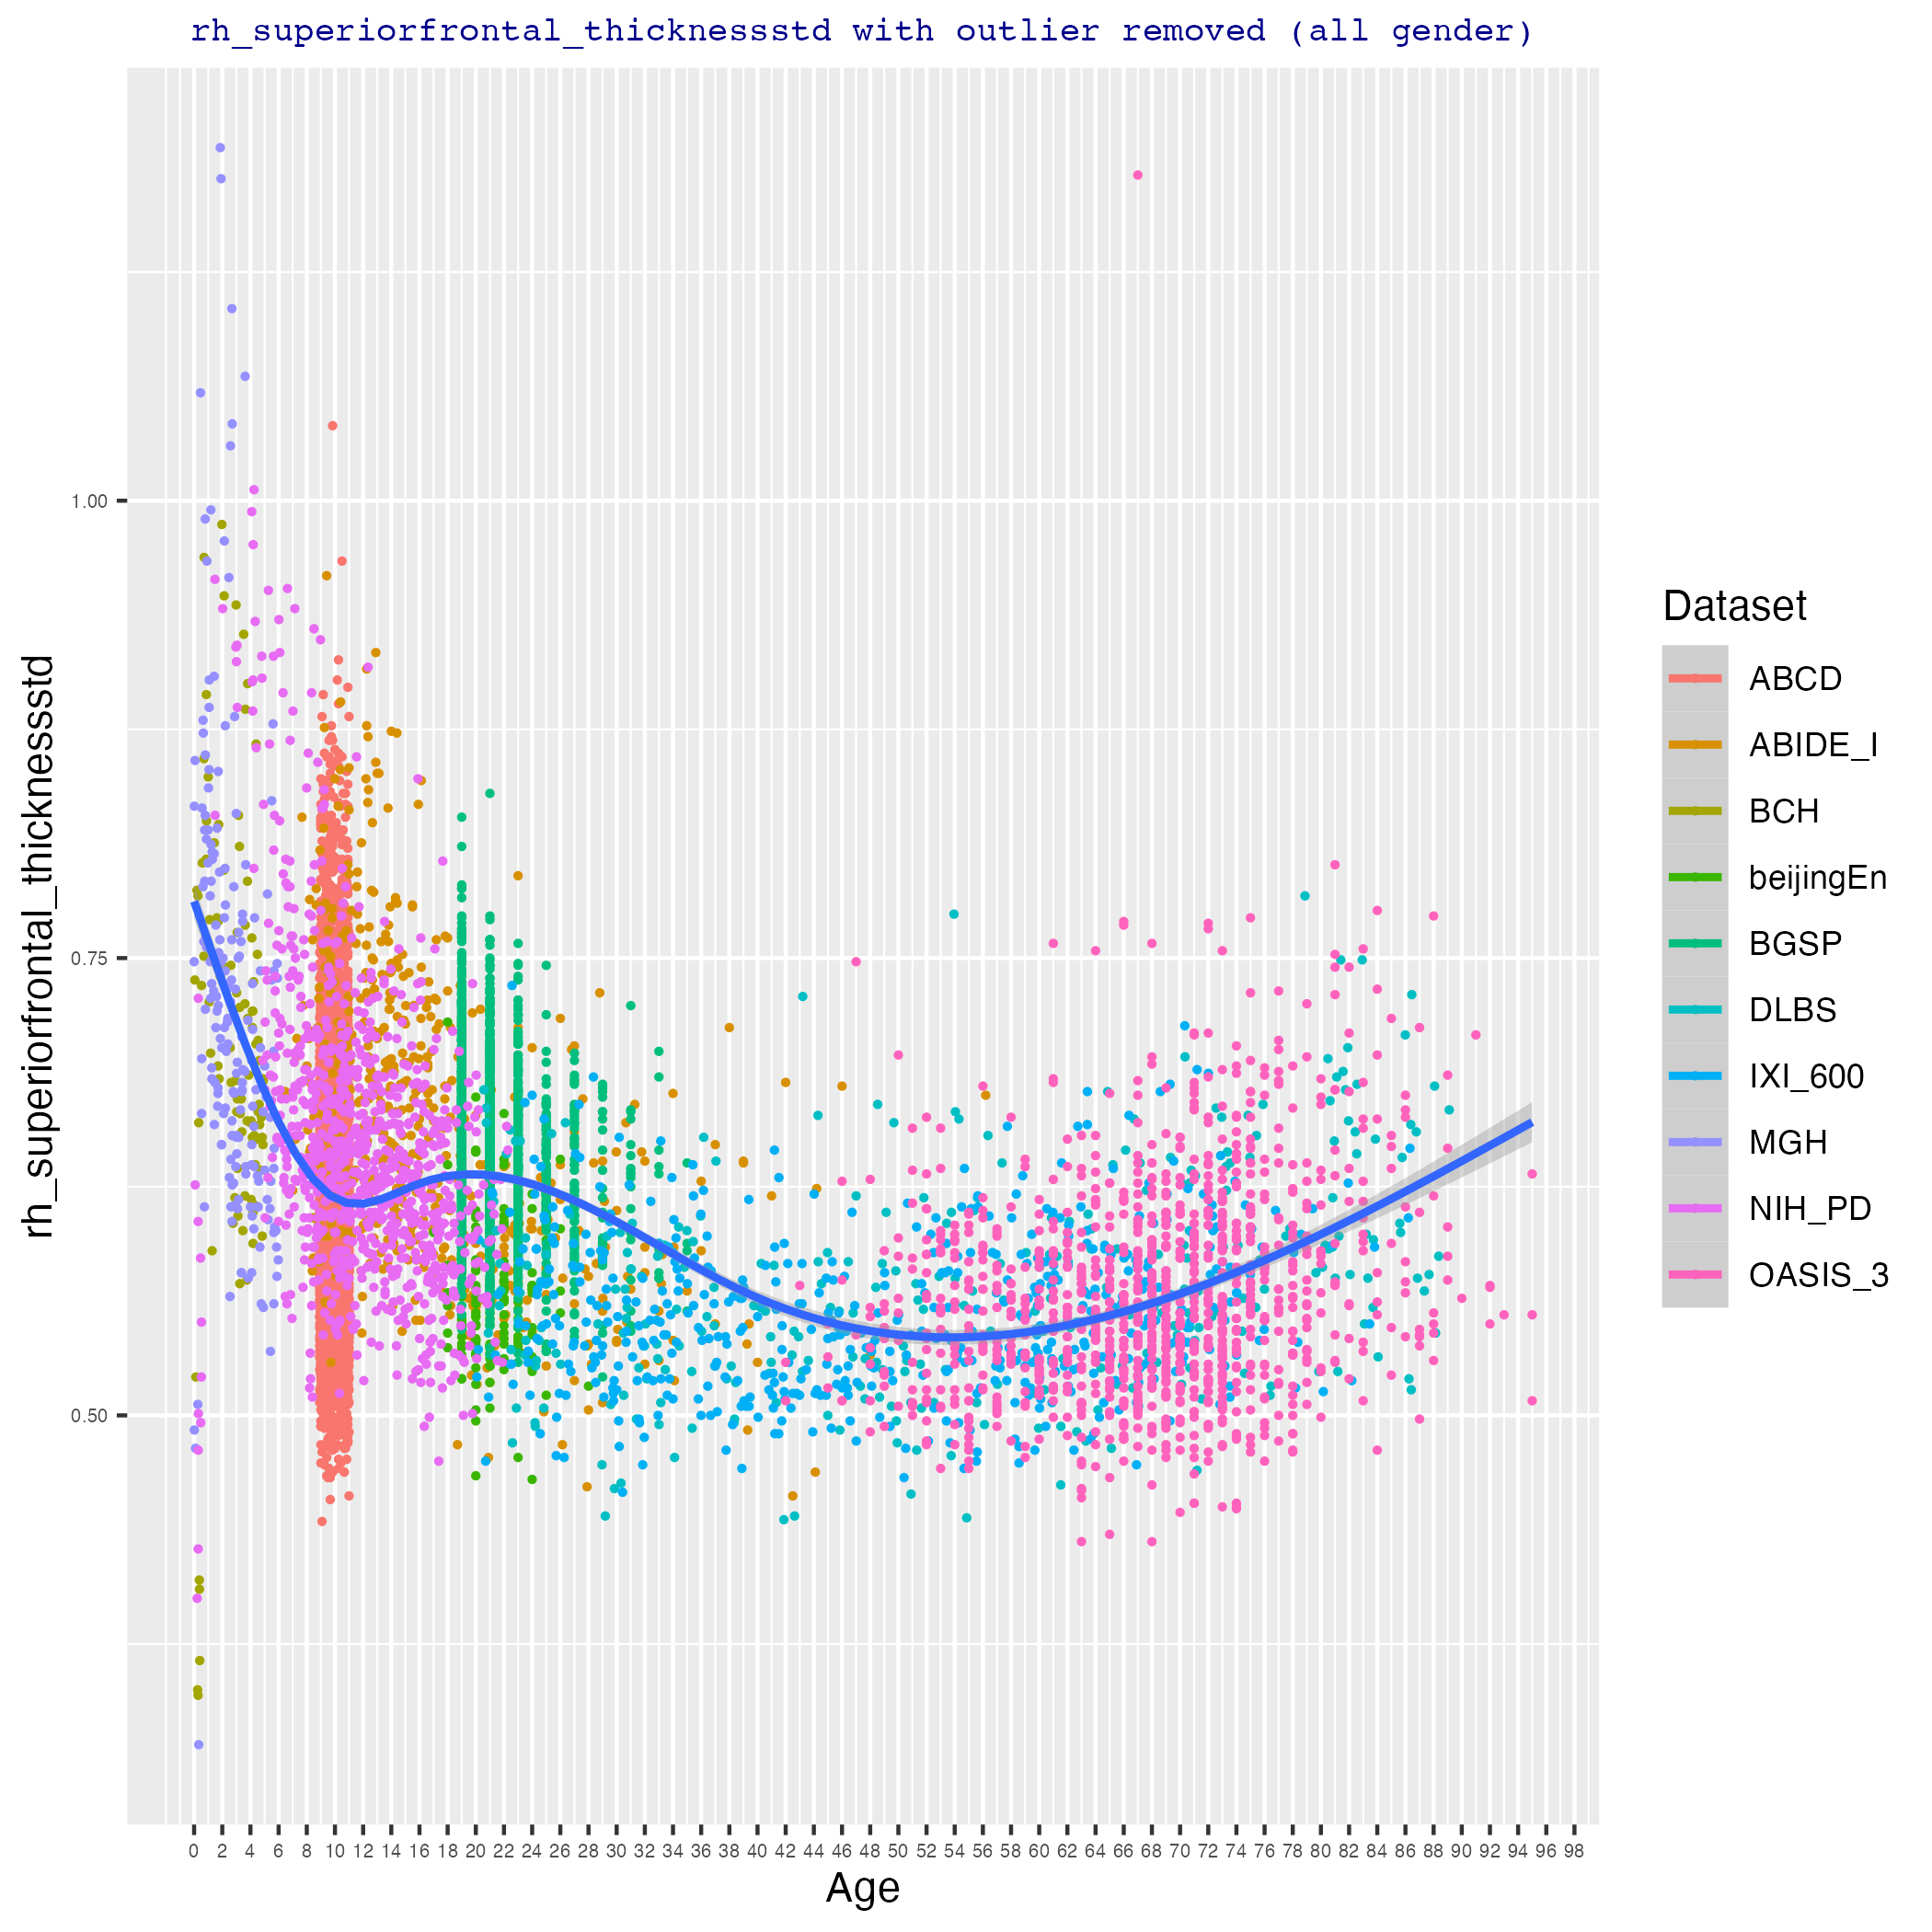 rh_superiorfrontal_thicknessstd with outlier removed (all gender)
rh_superiorfrontal_thicknessstd
1.00
0.75
0.50
0 2 4 6 8 10 12 14 16 18 20 22 24 26 28 30 32 34 36 38 40 42 44 46 48 50 52 54 56 58 60 62 64 66 68 70 72 74 76 78 80 82 84 86 88 90 92 94 96 98
Age
Dataset
ABCD
ABIDE_I
BCH
beijingEn
BGSP
DLBS
IXI_600
MGH
NIH_PD
OASIS_3